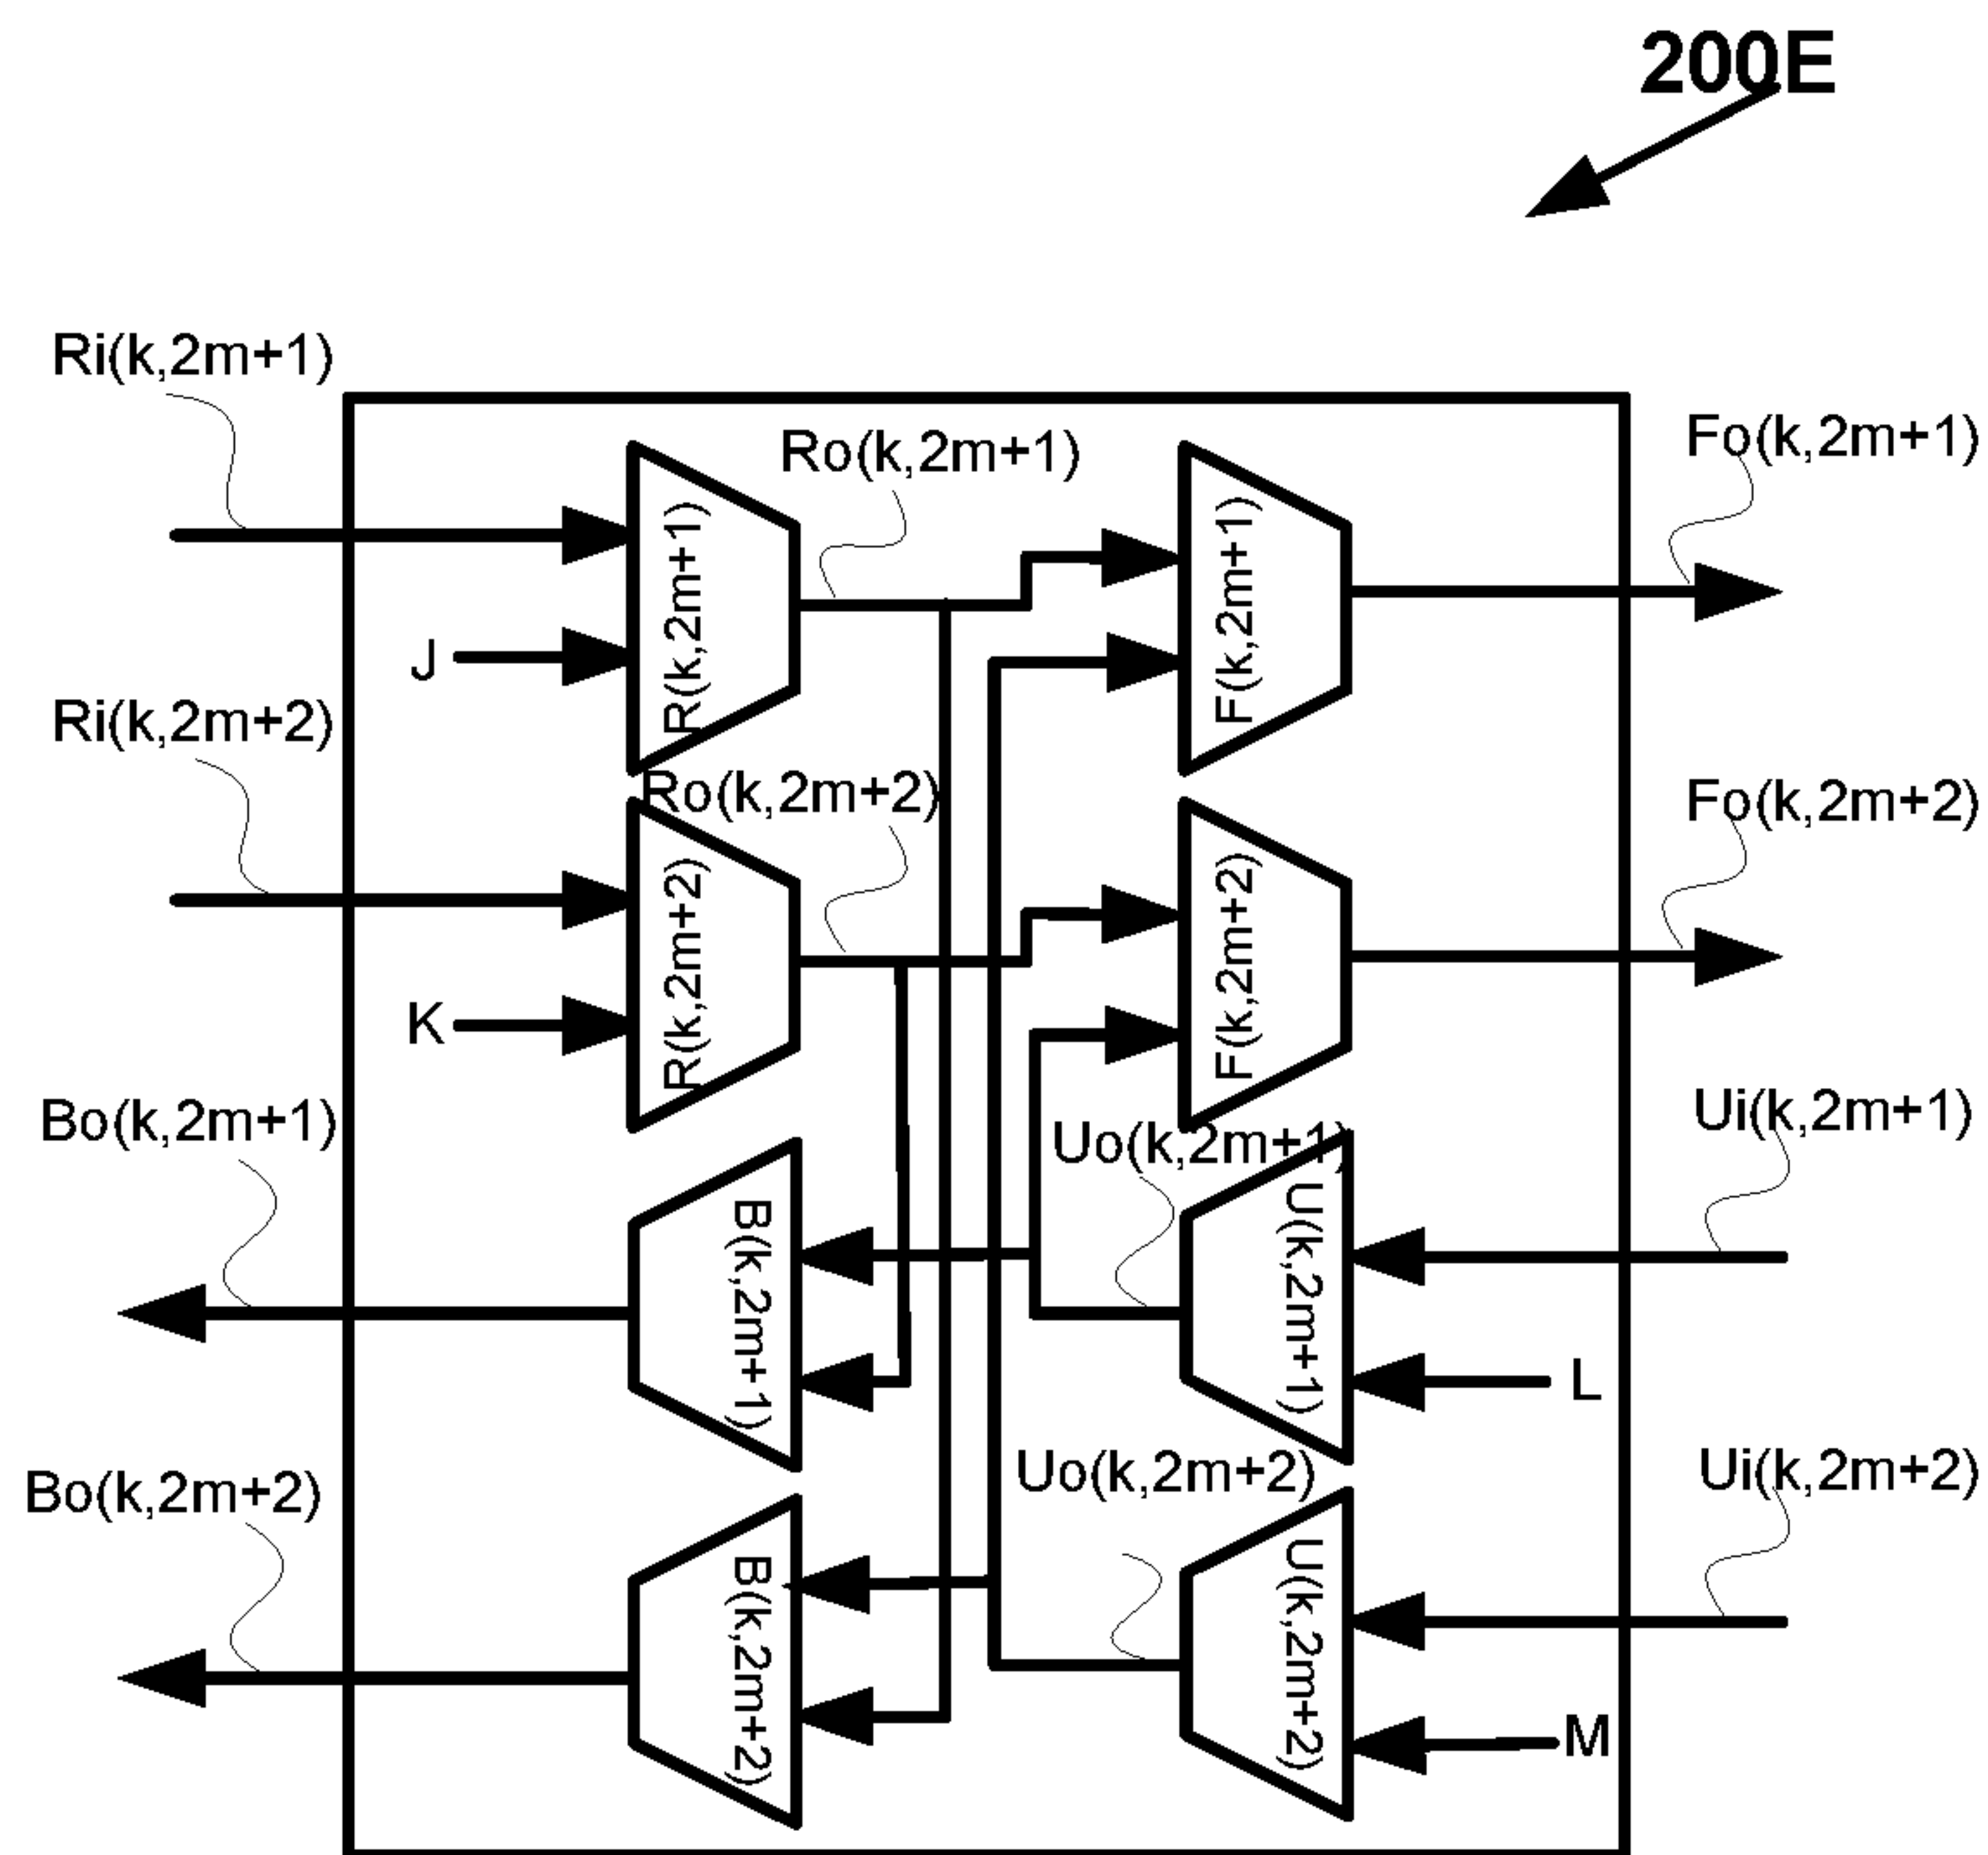 200E
Ri(k,2m+1)
Ro(k,2m+1)
Fo(k,2m+1)
R(k,2m+1)
F(k,2m+1)
J
Ri(k,2m+2)
Ro(k,2m+2)
Fo(k,2m+2)
R(k,2m+2)
F(k,2m+2)
K
Bo(k,2m+1)
Uo(k,2m+1)
Ui(k,2m+1)
B(k,2m+1)
U(k,2m+1)
L
Bo(k,2m+2)
Uo(k,2m+2)
Ui(k,2m+2)
B(k,2m+2)
U(k,2m+2)
M